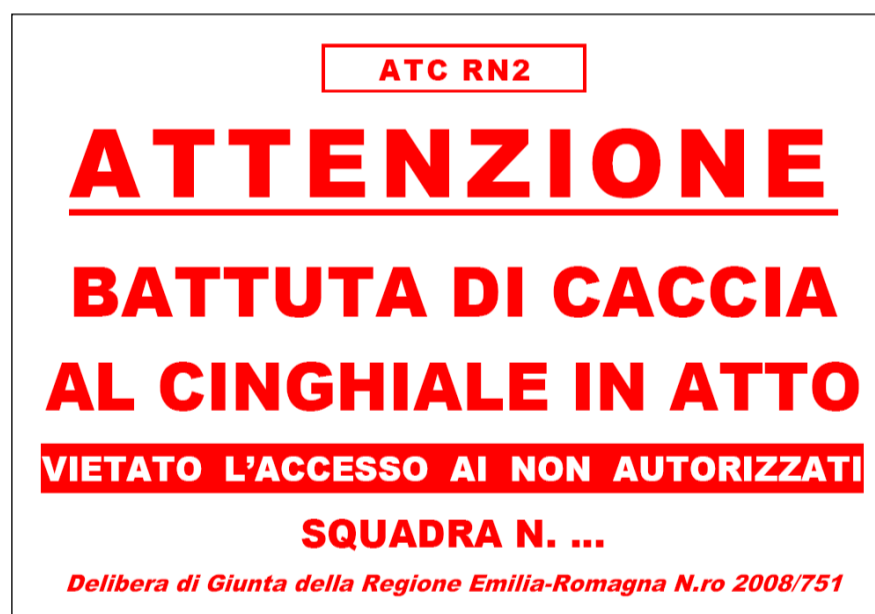 ATC RN2
ATTENZIONE
BATTUTA DI CACCIA
AL CINGHIALE IN ATTO
VIETATO L’ACCESSO AI NON AUTORIZZATI
SQUADRA N. ...
Delibera di Giunta della Regione Emilia-Romagna N.ro 2008/751